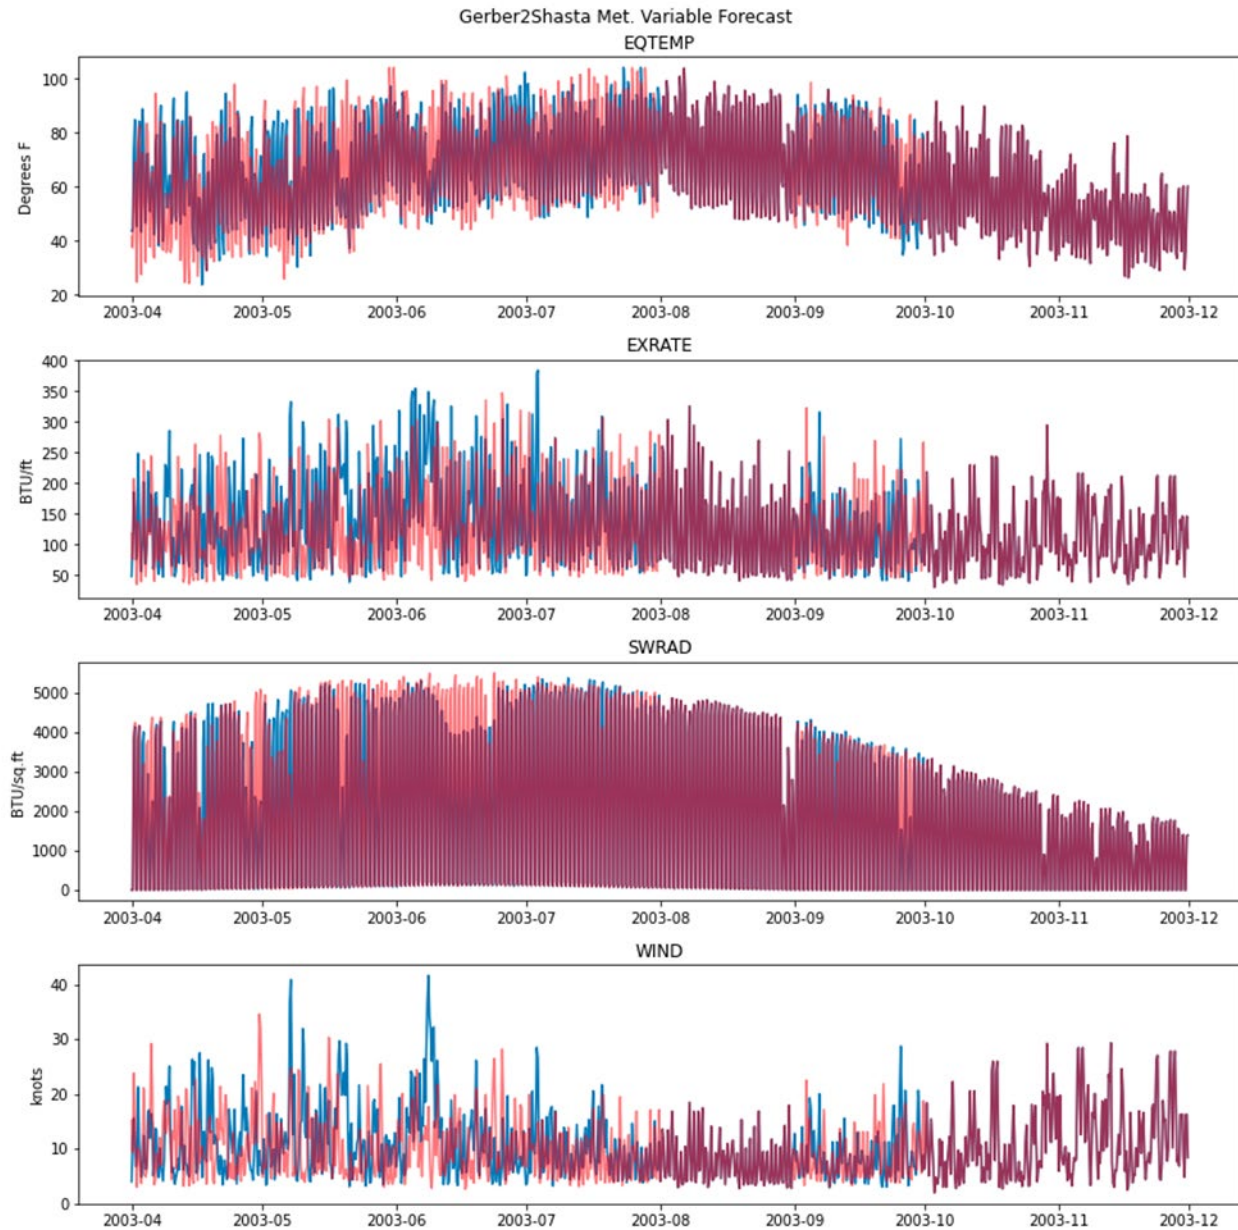 Gerber2Shasta Met. Variable Forecast
EQTEMP
Degrees F
100
80
60
40
20
2003-04 2003-05 2003-06 2003-07 2003-08 2003-09 2003-10 2003-11 2003-12
EXRATE
BTU/ft
400
350
300
250
200
150
100
50
2003-04 2003-05 2003-06 2003-07 2003-08 2003-09 2003-10 2003-11 2003-12
SWRAD
BTU/sq.ft
5000
4000
3000
2000
1000
0
2003-04 2003-05 2003-06 2003-07 2003-08 2003-09 2003-10 2003-11 2003-12
WIND
knots
40
30
20
10
0
2003-04 2003-05 2003-06 2003-07 2003-08 2003-09 2003-10 2003-11 2003-12